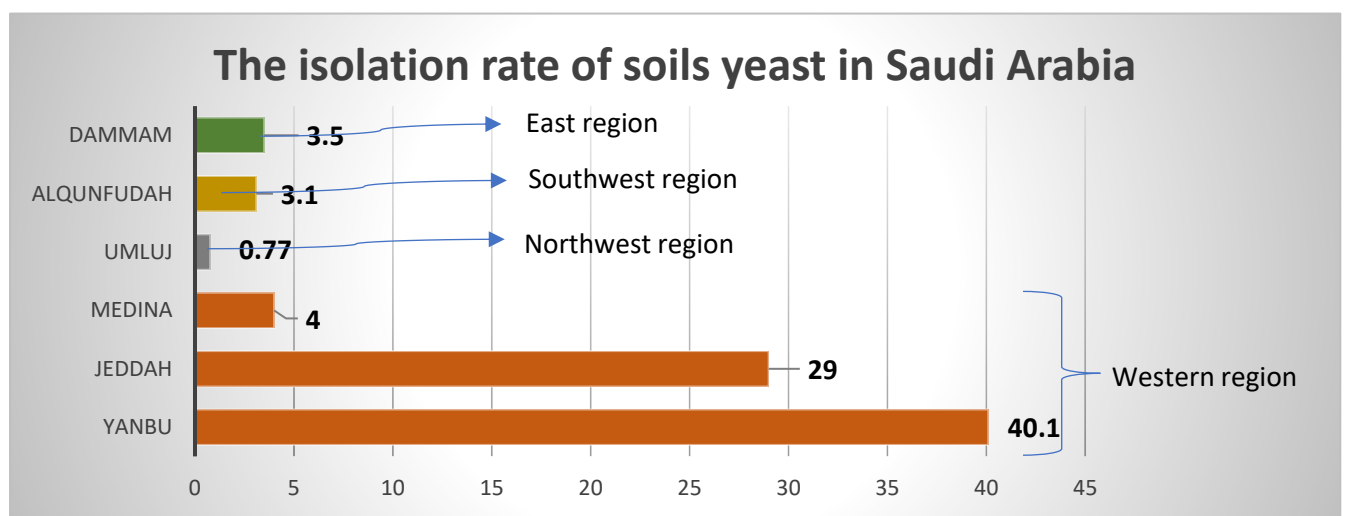 The isolation rate of soils yeast in Saudi Arabia
DAMMAM 3.5 East region
ALQUNFUDAH 3.1 Southwest region
UMLUJ 0.77 Northwest region
MEDINA 4
JEDDAH 29 Western region
YANBU 40.1
0 5 10 15 20 25 30 35 40 45